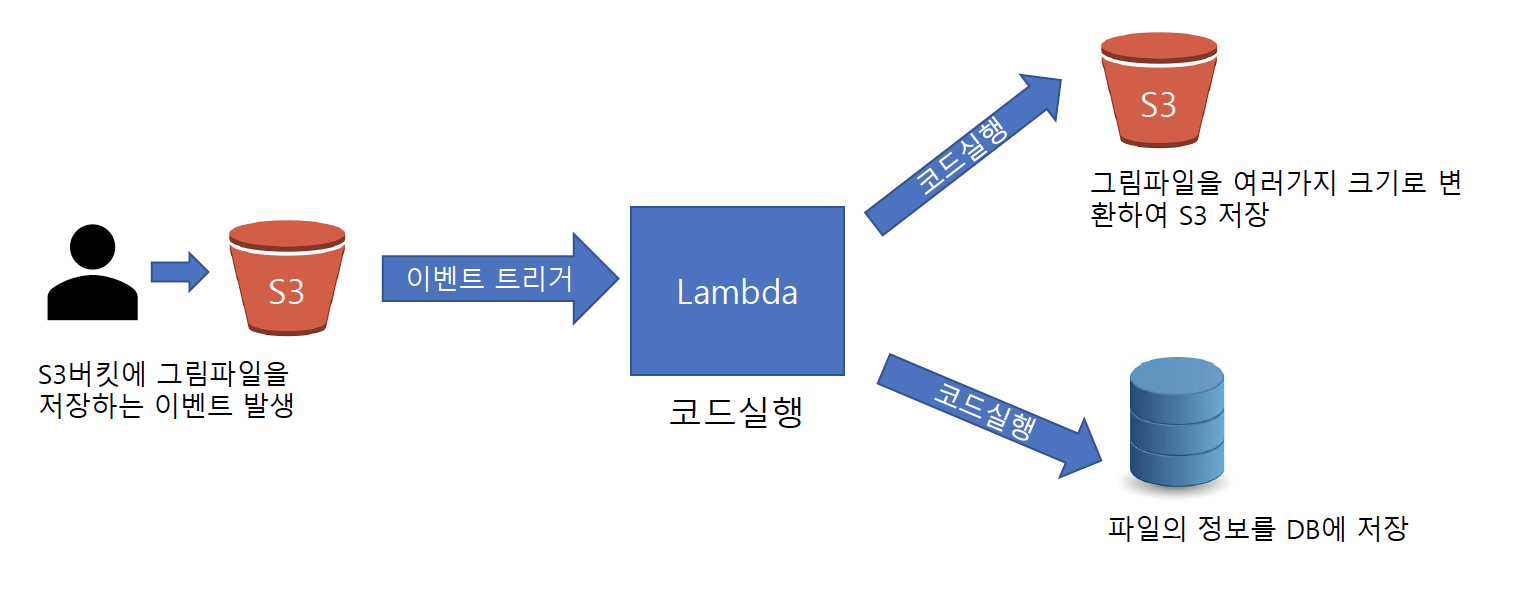 S3
S3버킷에 그림파일을
저장하는 이벤트 발생
이벤트 트리거
Lambda
코드실행
코드실행
S3
그림파일을 여러가지 크기로 변
환하여 S3 저장
코드실행
파일의 정보를 DB에 저장